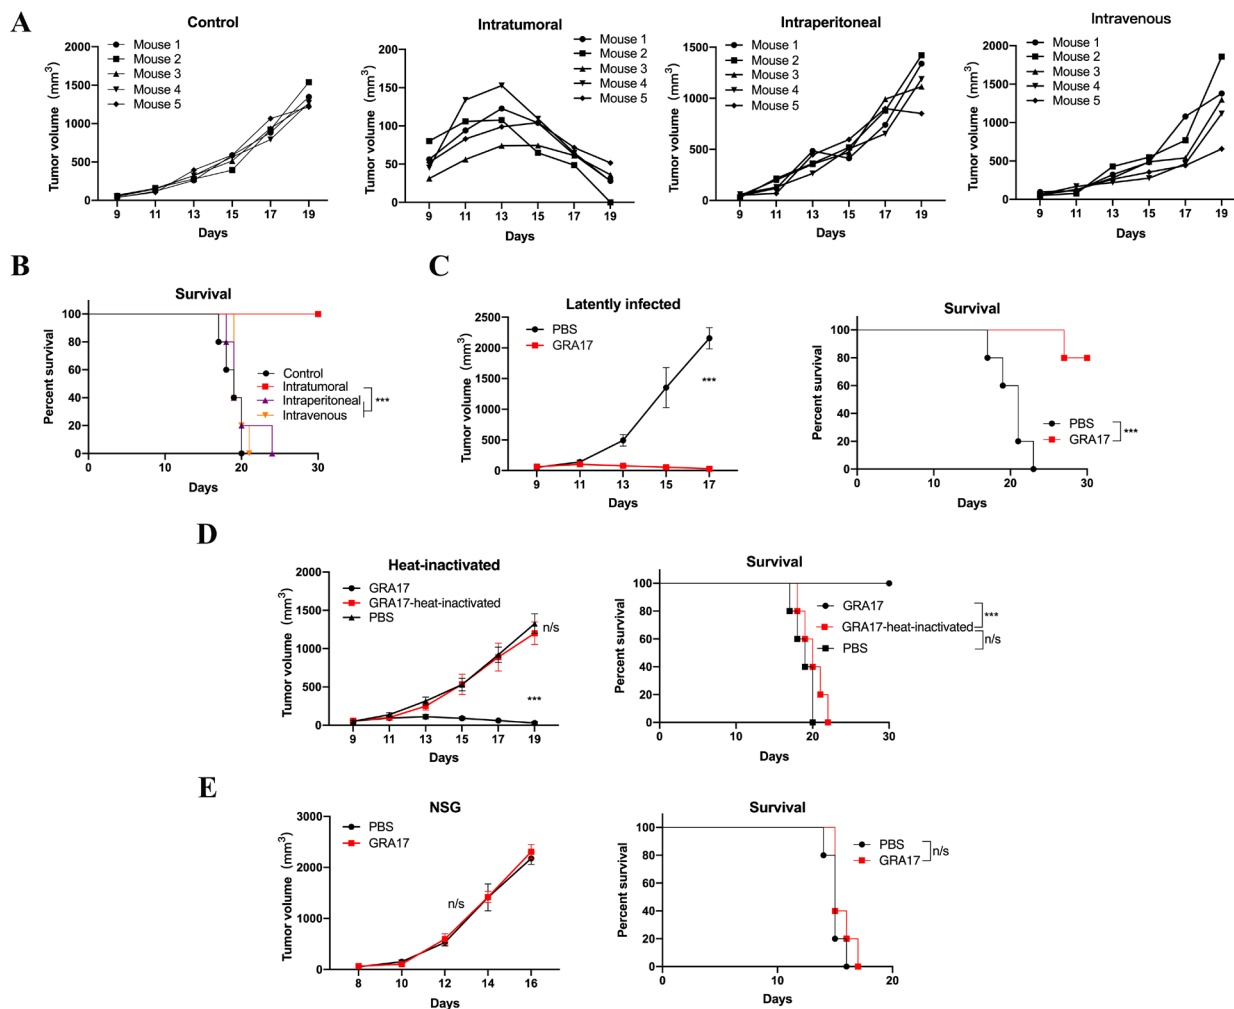 A
Control
Tumor volume (mm³)
2000
1500
1000
500
0
Mouse 1
Mouse 2
Mouse 3
Mouse 4
Mouse 5
9 11 13 15 17 19
Days
Intratumoral
Tumor volume (mm³)
200
150
100
50
0
Mouse 1
Mouse 2
Mouse 3
Mouse 4
Mouse 5
9 11 13 15 17 19
Days
Intraperitoneal
Tumor volume (mm³)
1500
1000
500
0
Mouse 1
Mouse 2
Mouse 3
Mouse 4
Mouse 5
9 11 13 15 17 19
Days
Intravenous
Tumor volume (mm³)
2000
1500
1000
500
0
Mouse 1
Mouse 2
Mouse 3
Mouse 4
Mouse 5
9 11 13 15 17 19
Days
B
Survival
Percent survival
100
80
60
40
20
0
Control
Intratumoral
Intraperitoneal
Intravenous
***
0 10 20 30
Days
C
Latently infected
Tumor volume (mm³)
2500
2000
1500
1000
500
0
PBS
GRA17
***
9 11 13 15 17
Days
Survival
Percent survival
100
80
60
40
20
0
PBS
GRA17
***
0 10 20 30
Days
D
Heat-inactivated
Tumor volume (mm³)
2000
1500
1000
500
0
GRA17
GRA17-heat-inactivated
PBS
n/s
***
9 11 13 15 17 19
Days
Survival
Percent survival
100
80
60
40
20
0
GRA17
GRA17-heat-inactivated
PBS
***
n/s
0 10 20 30
Days
E
NSG
Tumor volume (mm³)
3000
2000
1000
0
PBS
GRA17
n/s
8 10 12 14 16
Days
Survival
Percent survival
100
80
60
40
20
0
PBS
GRA17
n/s
0 10 20
Days